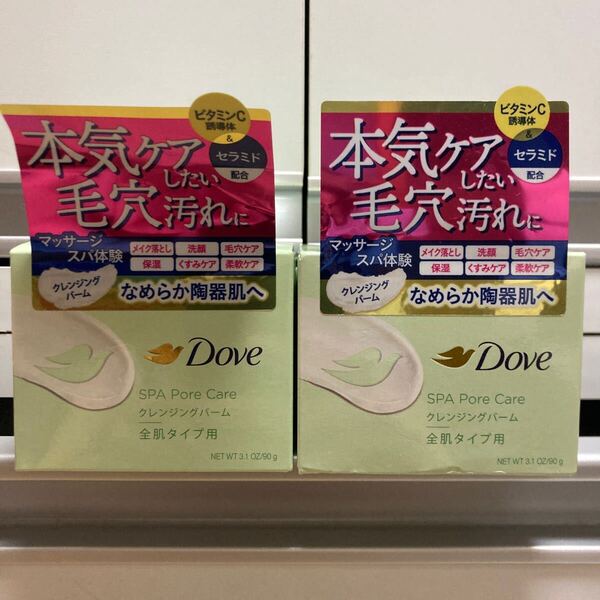 ビタミンC
誘導体
&
セラミド
配合
本気ケア
したい
毛穴汚れに
マッサージ
スパ体験
メイク落とし 洗顔 毛穴ケア
保湿 くすみケア 柔軟ケア
クレンジング
バーム
なめらか陶器肌へ
Dove
SPA Pore Care
クレンジングバーム
全肌タイプ用
NET WT 3.1 OZ/90 g
ビタミンC
誘導体
&
セラミド
配合
本気ケア
したい
毛穴汚れに
マッサージ
スパ体験
メイク落とし 洗顔 毛穴ケア
保湿 くすみケア 柔軟ケア
クレンジング
バーム
なめらか陶器肌へ
Dove
SPA Pore Care
クレンジングバーム
全肌タイプ用
NET WT 3.1 OZ/90 g